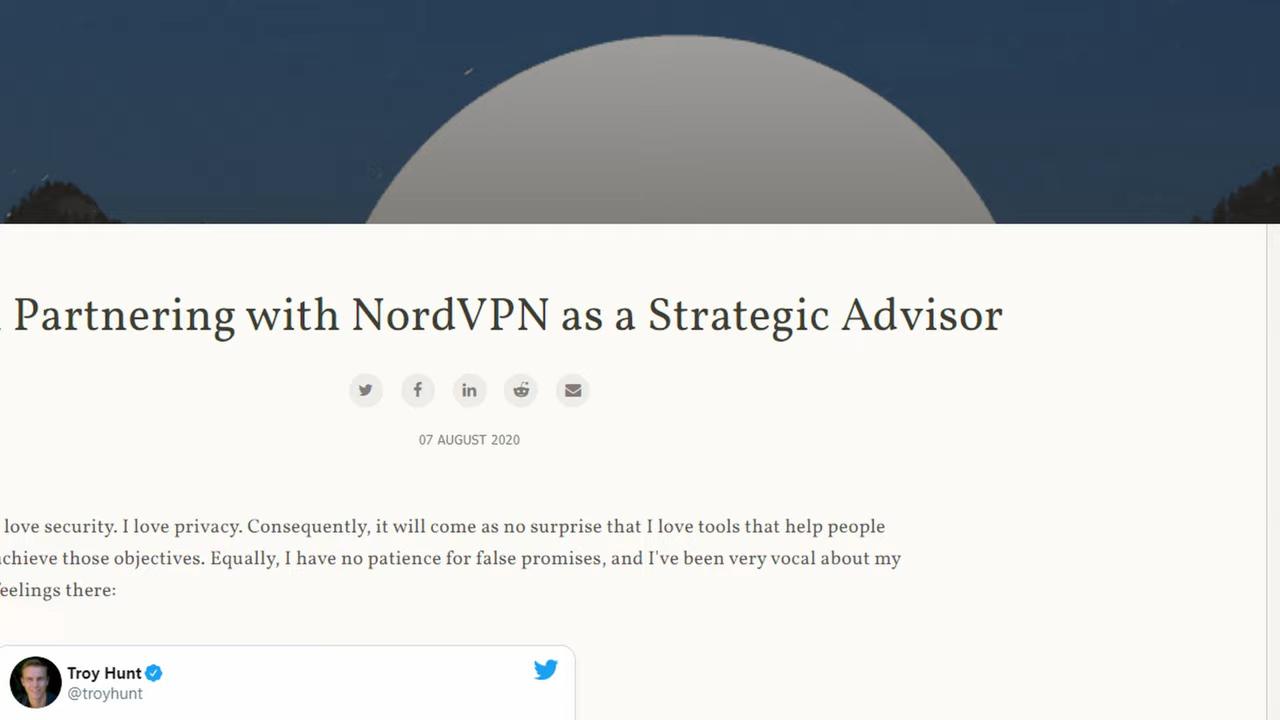 Partnering with NordVPN as a Strategic Advisor
07 AUGUST 2020
love security. I love privacy. Consequently, it will come as no surprise that I love tools that help people
achieve those objectives. Equally, I have no patience for false promises, and I've been very vocal about my
feelings there:
Troy Hunt
@troyhunt